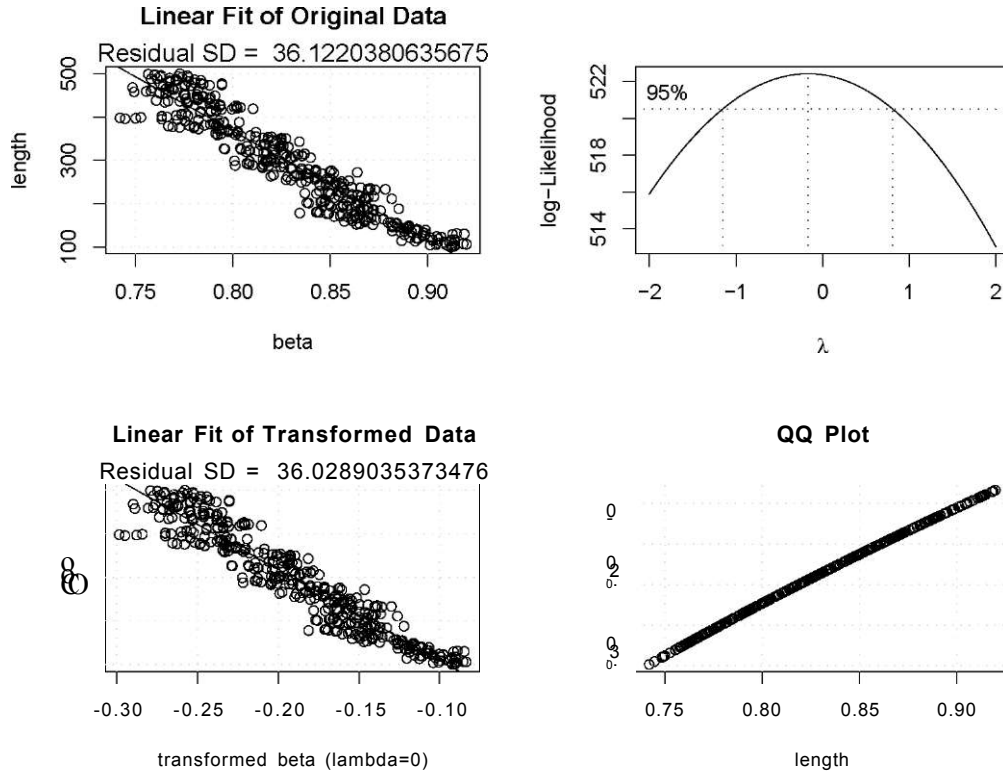 Linear Fit of Original Data
Residual SD = 36.1220380635675
500
300
100
length
0.75 0.80 0.85 0.90
beta
522
518
514
log−Likelihood
95%
−2 −1 0 1 2
λ
Linear Fit of Transformed Data
Residual SD = 36.0289035373476
-0.30 -0.25 -0.20 -0.15 -0.10
transformed beta (lambda=0)
QQ Plot
0.75 0.80 0.85 0.90
length